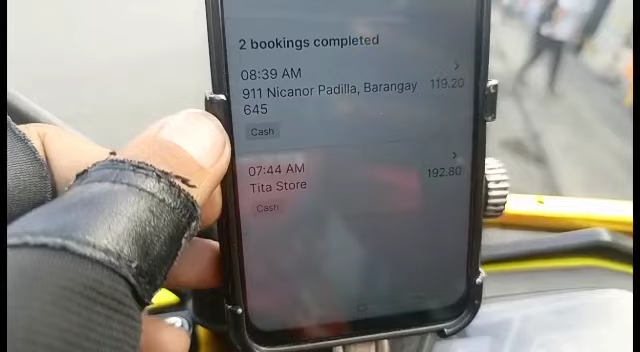 2 bookings completed
08:39 AM
911 Nicanor Padilla, Barangay
645
119.20
Cash
07:44 AM
Tita Store
192.80
Cash